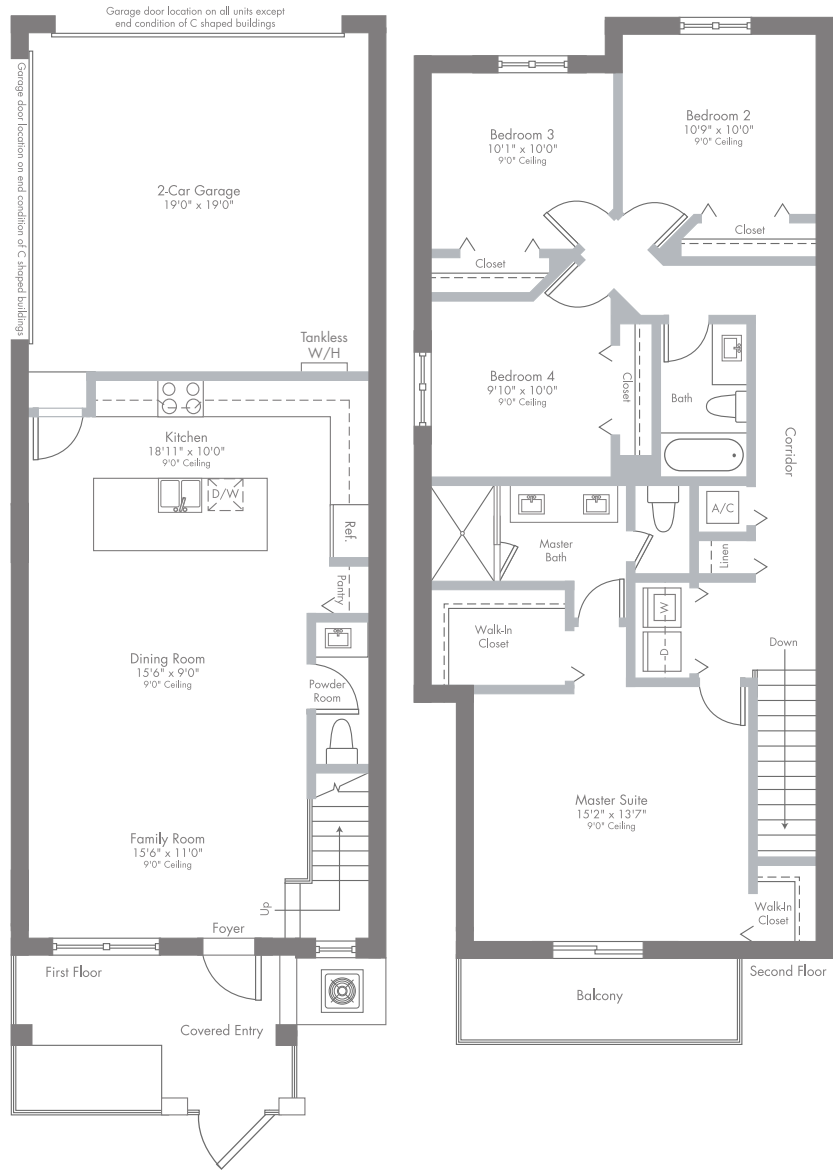 Garage door location on all units except
end condition of C shaped buildings
Garage door location on end condition of C shaped buildings
2-Car Garage
19'0" x 19'0"
Tankless
W/H
Kitchen
18'11" x 10'0"
9'0" Ceiling
D/W
Ref.
Pantry
Dining Room
15'6" x 9'0"
9'0" Ceiling
Powder
Room
Family Room
15'6" x 11'0"
9'0" Ceiling
Up
Foyer
First Floor
Covered Entry
Bedroom 3
10'1" x 10'0"
9'0" Ceiling
Bedroom 2
10'9" x 10'0"
9'0" Ceiling
Closet
Closet
Bedroom 4
9'10" x 10'0"
9'0" Ceiling
Closet
Bath
Corridor
A/C
Linen
Master
Bath
W
D
Walk-In
Closet
Down
Master Suite
15'2" x 13'7"
9'0" Ceiling
Walk-In
Closet
Second Floor
Balcony